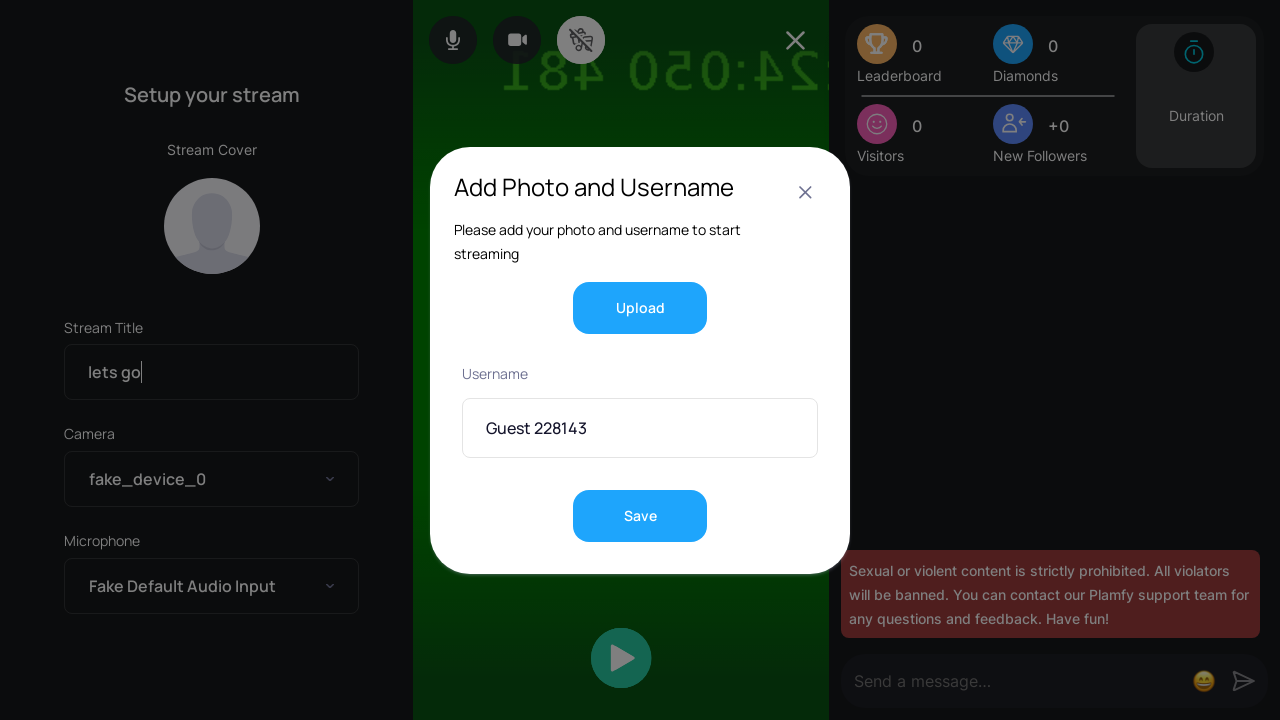 Setup your stream
Stream Cover
Stream Title
lets go
Camera
fake_device_0
Microphone
Fake Default Audio Input
Add Photo and Username
Please add your photo and username to start
streaming
Upload
Username
Guest 228143
Save
0
Leaderboard
0
Diamonds
0
Visitors
+0
New Followers
Duration
Sexual or violent content is strictly prohibited. All violators
will be banned. You can contact our Plamfy support team for
any questions and feedback. Have fun!
Send a message...